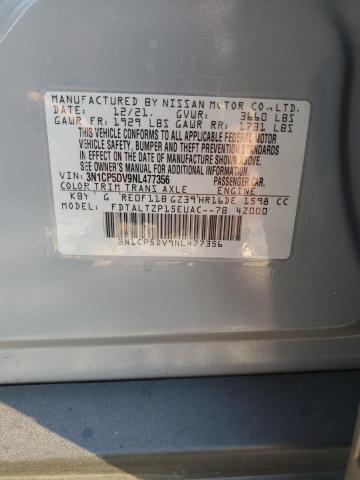 MANUFACTURED BY NISSAN MOTOR CO.,LTD.
DATE: 12/21. GVWR: 3660 LBS
GAWR FR: 1929 LBS GAWR RR: 1731 LBS
THIS VEHICLE CONFORMS TO ALL APPLICABLE FEDERAL MOTOR
VEHICLE SAFETY, BUMPER AND THEFT PREVENTION STANDARDS
IN EFFECT ON THE DATE OF MANUFACTURE SHOWN ABOVE.
SEE OWNER'S MANUAL FOR ADDITIONAL INFORMATION.
VIN: 3N1CP5DV9NL477356 PASSENGER CAR.
COLOR TRIM TRANS AXLE ENGINE
KBY G RE0F11B GZ39 HR16DE 1598 CC
MODEL: FDTALTZP15EUAC--7B 42000
3N1CP5DV9NL477356